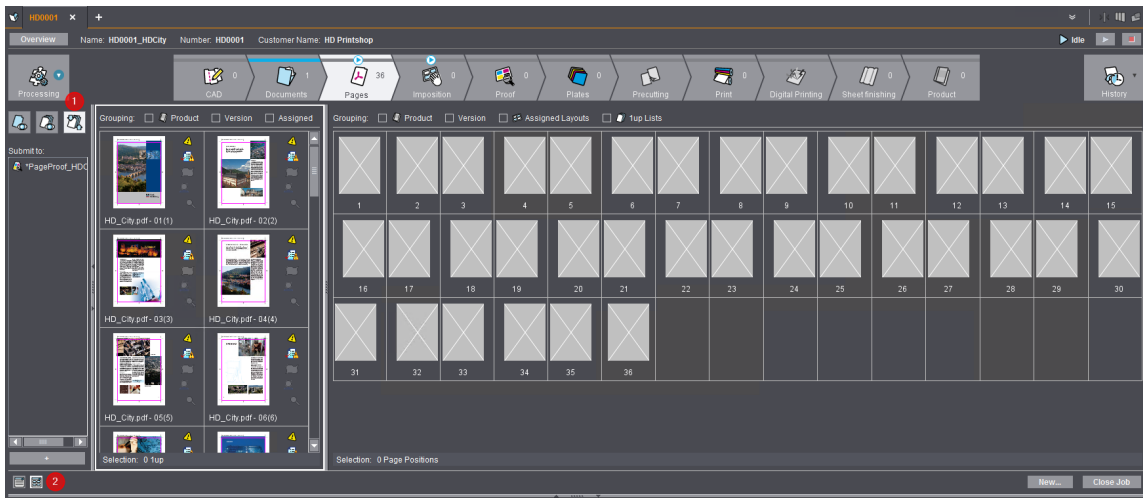 HD0001 × +
Overview Name: HD0001_HDCity Number: HD0001 Customer Name: HD Printshop Idle
Processing
CAD 0
Documents 1
Pages 36
Imposition 0
Proof 0
Plates 0
Precutting
Print 0
Digital Printing
Sheet finishing 0
Product 0
History
1
Submit to:
*PageProof_HDC
+
Grouping: Product Version Assigned
HD_City.pdf - 01(1) HD_City.pdf - 02(2)
HD_City.pdf - 03(3) HD_City.pdf - 04(4)
HD_City.pdf - 05(5) HD_City.pdf - 06(6)
Selection: 0 1up
Grouping: Product Version Assigned Layouts 1up Lists
1 2 3 4 5 6 7 8 9 10 11 12 13 14 15
16 17 18 19 20 21 22 23 24 25 26 27 28 29 30
31 32 33 34 35 36
Selection: 0 Page Positions
2
New... Close Job